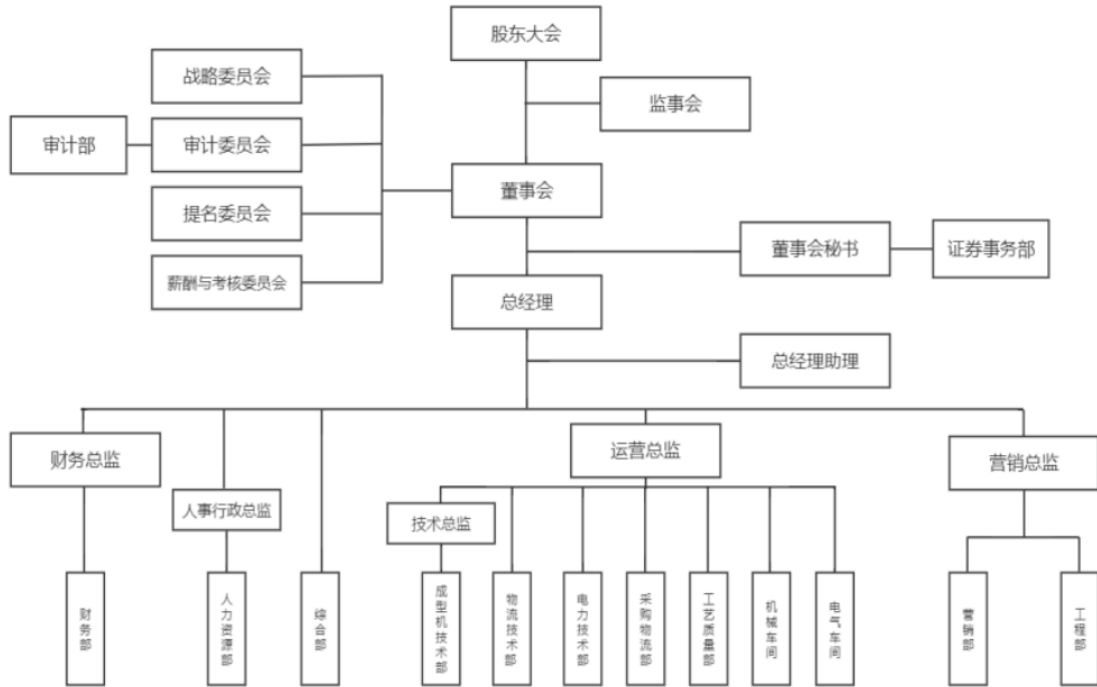 股东大会
战略委员会
监事会
审计部
审计委员会
董事会
提名委员会
董事会秘书
证券事务部
薪酬与考核委员会
总经理
总经理助理
财务总监
运营总监
营销总监
人事行政总监
技术总监
财务部
人力资源部
综合部
成型机技术部
物流技术部
电力技术部
采购物流部
工艺质量部
机械车间
电气车间
营销部
工程部